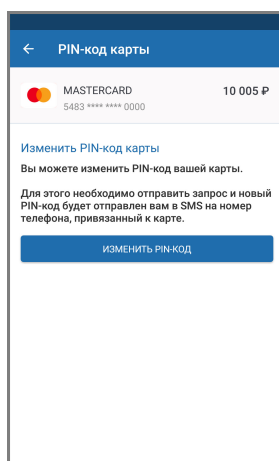 PIN-код карты
MASTERCARD 10 005 ₽
5483 **** **** 0000
Изменить PIN-код карты
Вы можете изменить PIN-код вашей карты.
Для этого необходимо отправить запрос и новый
PIN-код будет отправлен вам в SMS на номер
телефона, привязанный к карте.
ИЗМЕНИТЬ PIN-КОД